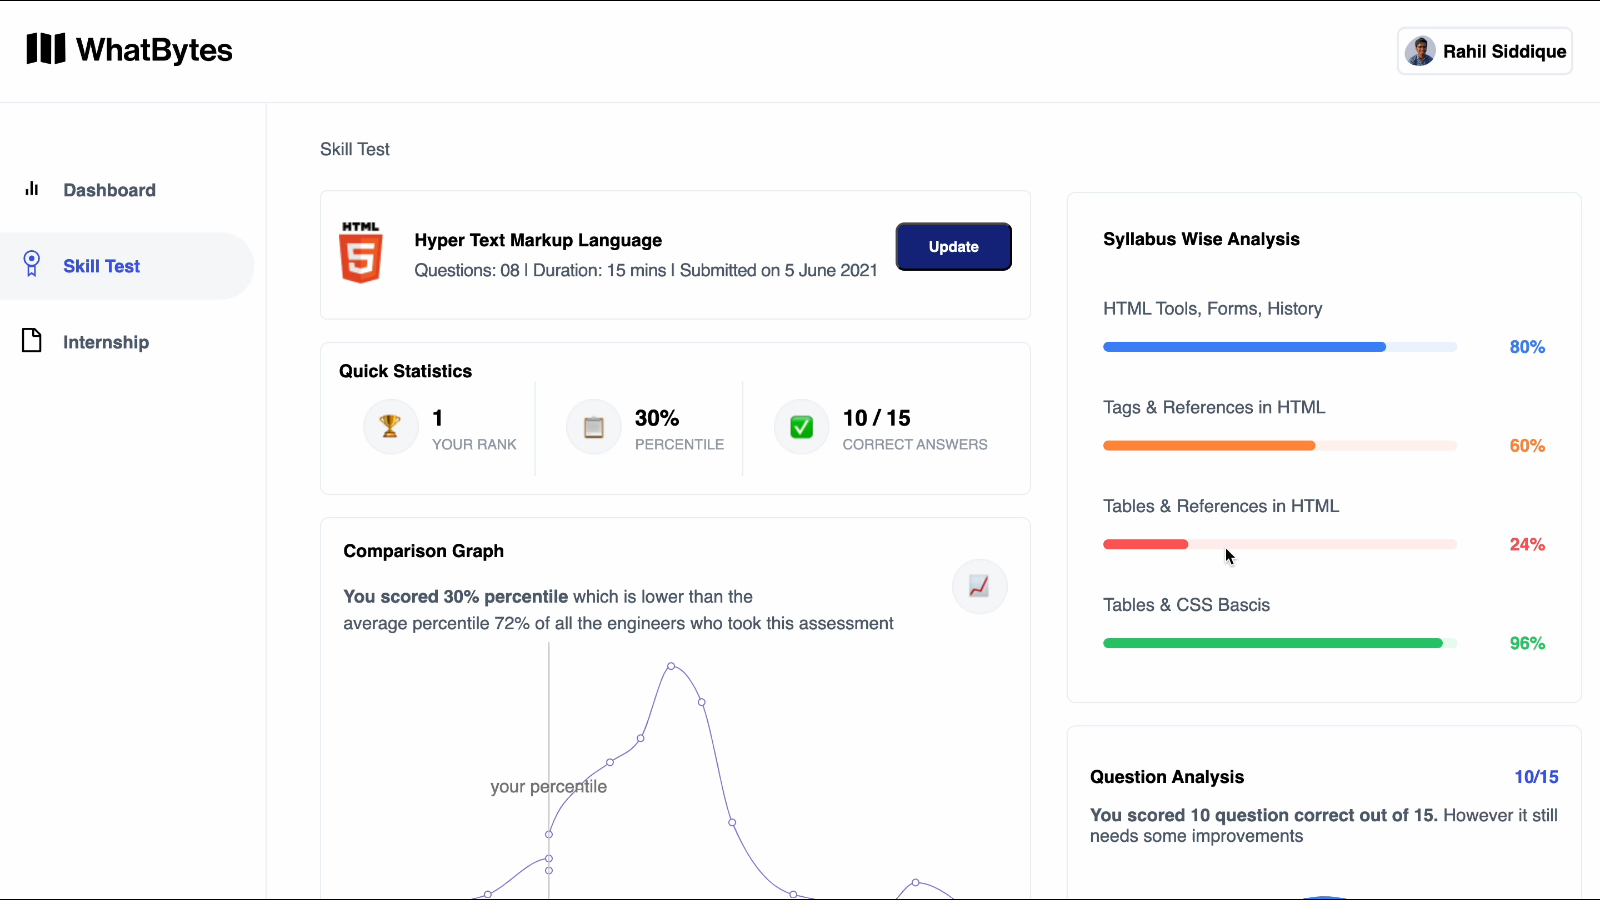 WhatBytes
Rahil Siddique
Dashboard
Skill Test
Internship
Skill Test
HTML
5
Hyper Text Markup Language
Questions: 08 | Duration: 15 mins | Submitted on 5 June 2021
Update
Quick Statistics
1
YOUR RANK
30%
PERCENTILE
10 / 15
CORRECT ANSWERS
Comparison Graph
You scored 30% percentile which is lower than the
average percentile 72% of all the engineers who took this assessment
your percentile
Syllabus Wise Analysis
HTML Tools, Forms, History
80%
Tags & References in HTML
60%
Tables & References in HTML
24%
Tables & CSS Bascis
96%
Question Analysis
10/15
You scored 10 question correct out of 15. However it still
needs some improvements